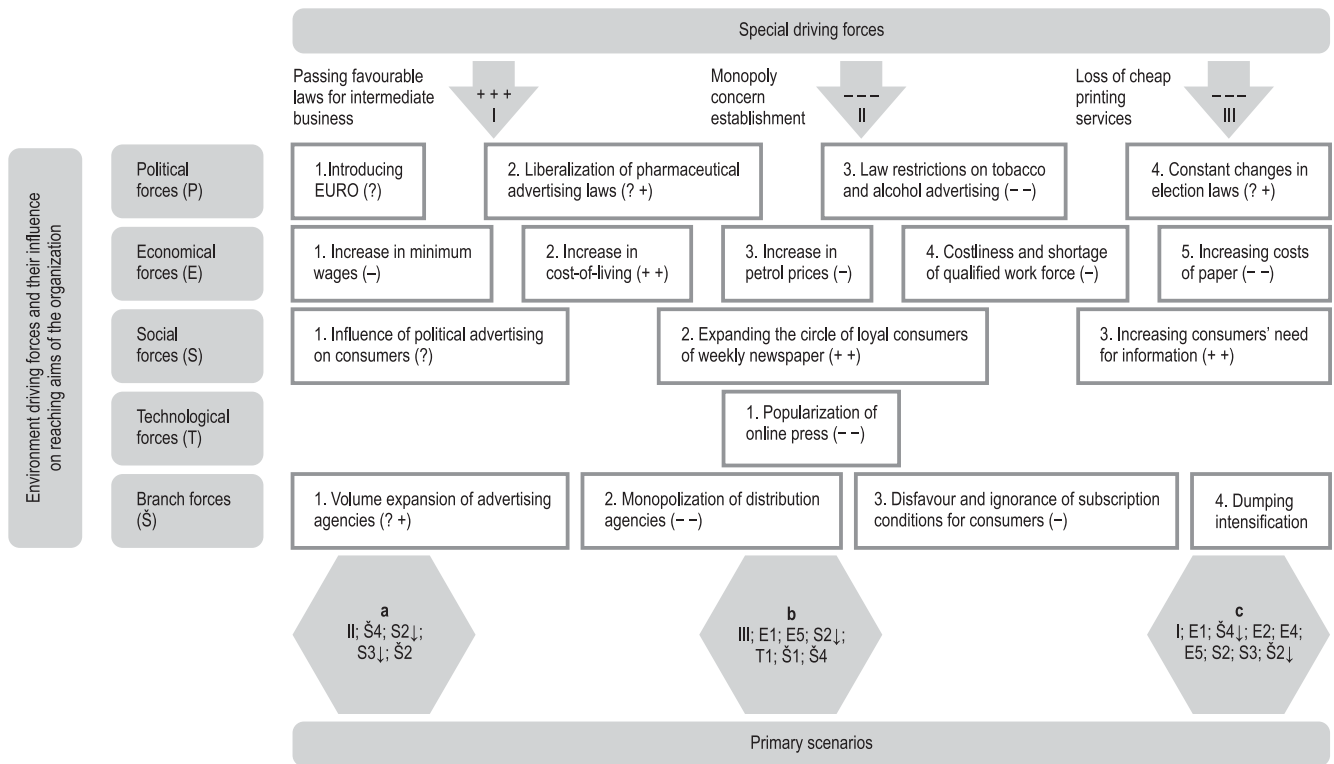 Special driving forces
Passing favourable
laws for intermediate
business
+ + +
I
Monopoly
concern
establishment
– – –
II
Loss of cheap
printing
services
– – –
III
Environment driving forces and their influence
on reaching aims of the organization
Political
forces (P)
1.Introducing
EURO (?)
2. Liberalization of pharmaceutical
advertising laws (? +)
3. Law restrictions on tobacco
and alcohol advertising (– –)
4. Constant changes in
election laws (? +)
Economical
forces (E)
1. Increase in minimum
wages (–)
2. Increase in
cost-of-living (+ +)
3. Increase in
petrol prices (–)
4. Costliness and shortage
of qualified work force (–)
5. Increasing costs
of paper (– –)
Social
forces (S)
1. Influence of political advertising
on consumers (?)
2. Expanding the circle of loyal consumers
of weekly newspaper (+ +)
3. Increasing consumers’ need
for information (+ +)
Technological
forces (T)
1. Popularization of
online press (– –)
Branch forces
(Š)
1. Volume expansion of advertising
agencies (? +)
2. Monopolization of distribution
agencies (– –)
3. Disfavour and ignorance of subscription
conditions for consumers (–)
4. Dumping
intensification
a
II; Š4; S2↓;
S3↓; Š2
b
III; E1; E5; S2↓;
T1; Š1; Š4
c
I; E1; Š4↓; E2; E4;
E5; S2; S3; Š2↓
Primary scenarios